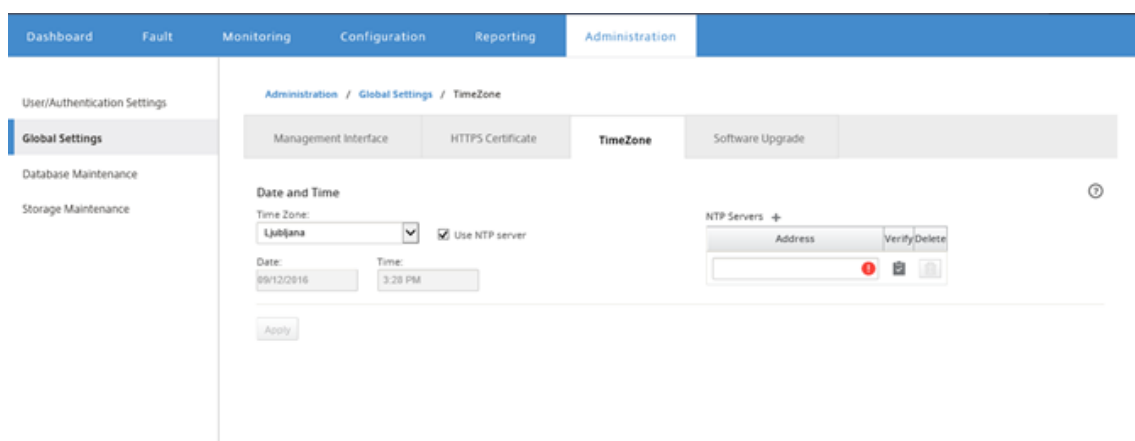 Dashboard Fault Monitoring Configuration Reporting Administration
Administration / Global Settings / TimeZone
User/Authentication Settings
Global Settings
Database Maintenance
Storage Maintenance
Management Interface HTTPS Certificate TimeZone Software Upgrade
Date and Time
Time Zone:
Ljubljana Use NTP server
Date: Time:
09/12/2016 3:28 PM
NTP Servers +
Address Verify Delete
Apply